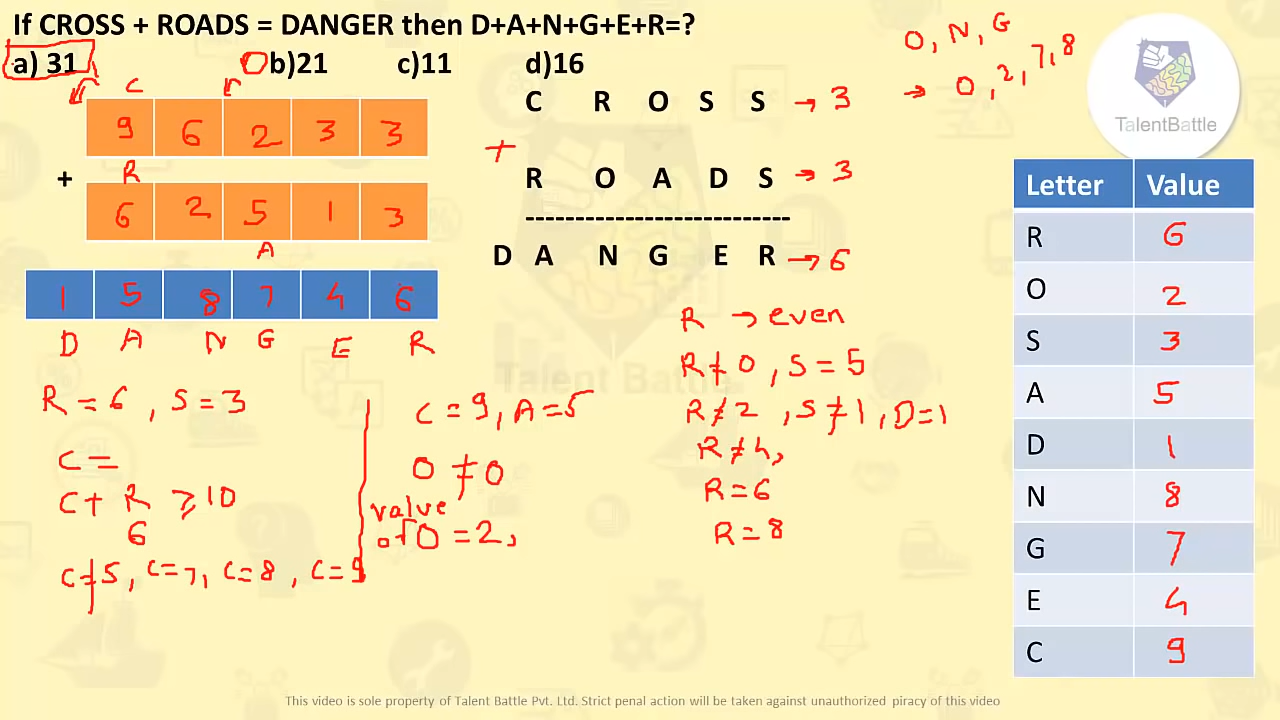 If CROSS + ROADS = DANGER then D+A+N+G+E+R=?
a) 31 b)21 c)11 d)16
O, N, G
→ 0, 2, 7, 8
TalentBattle
C
9 6 2 3 3
+
R
6 2 5 1 3
A
1 5 8 7 4 6
D A N G E R
C R O S S → 3
+
R O A D S → 3
---------------------------
D A N G E R → 6
R → even
R ≠ 0, S = 5
R ≠ 2, S ≠ 1, D=1
R ≠ 4,
R = 6
R = 8
R = 6, S = 3
C =
C + R ≥ 10
6
C ≠ 5, C = 7, C = 8, C = 9
C = 9, A = 5
O ≠ 0
value
of O = 2,
Letter Value
R 6
O 2
S 3
A 5
D 1
N 8
G 7
E 4
C 9
Talent Battle
This video is sole property of Talent Battle Pvt. Ltd. Strict penal action will be taken against unauthorized piracy of this video